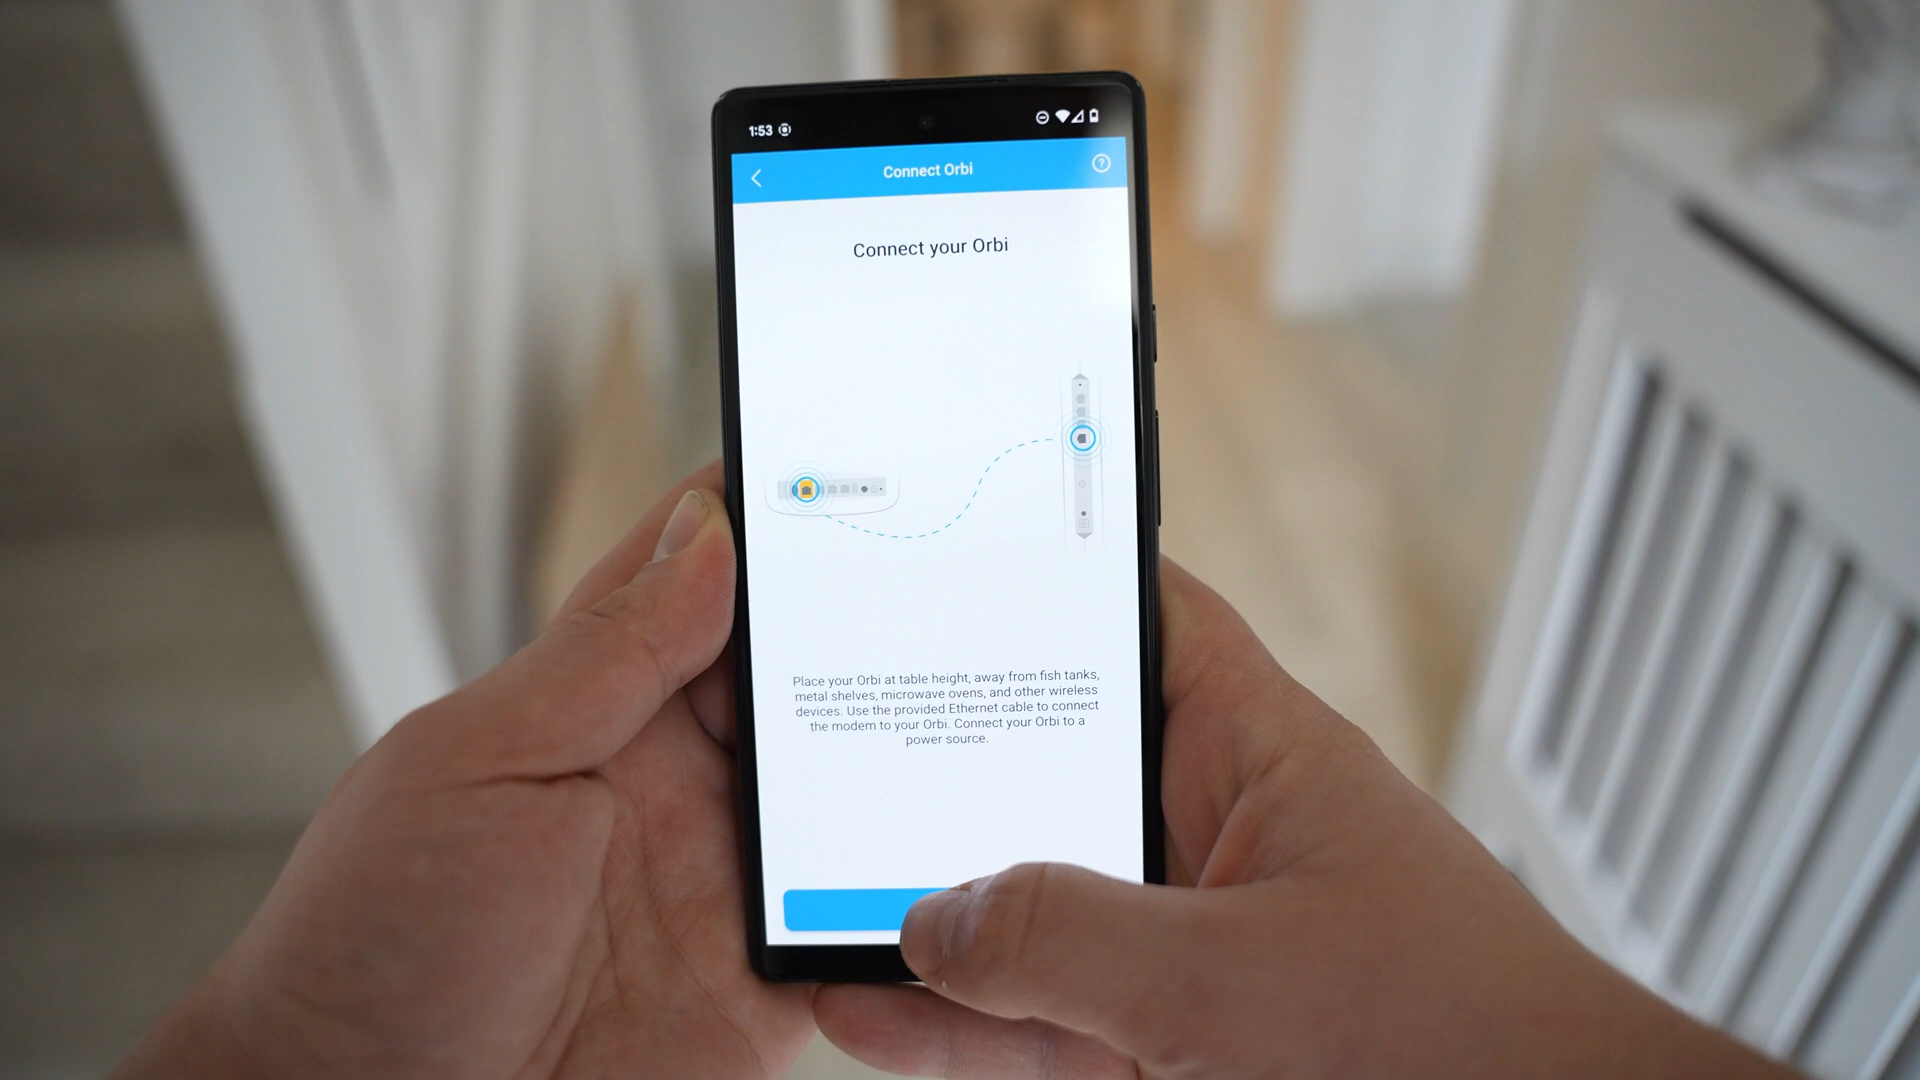 1:53
Connect Orbi
?
Connect your Orbi
Place your Orbi at table height, away from fish tanks,
metal shelves, microwave ovens, and other wireless
devices. Use the provided Ethernet cable to connect
the modem to your Orbi. Connect your Orbi to a
power source.